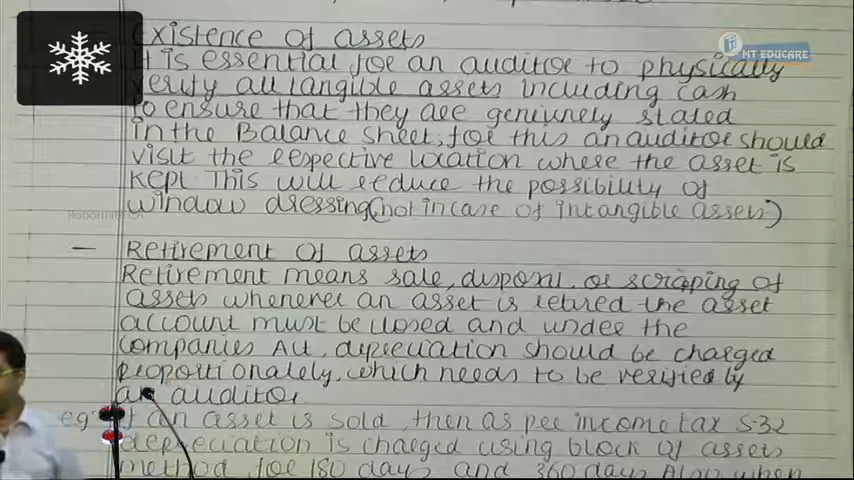 Existence of assets
MT EDUCARE
It is essential for an auditor to physically
verify all tangible assets including cash
to ensure that they are genuinely stated
in the Balance sheet, for this an auditor should
visit the respective location where the asset is
kept This will reduce the possibility of
window dressing (not in case of intangible assets)
— Retirement of assets
Retirement means sale, disposal or scraping of
assets whenever an asset is retired the asset
account must be closed and under the
Companies Act, depreciation should be charged
proportionately, which needs to be verified by
an auditor
eg: If an asset is sold, then as per income tax S-32
depreciation is charged using block of assets
method for 180 days and 360 days Also when